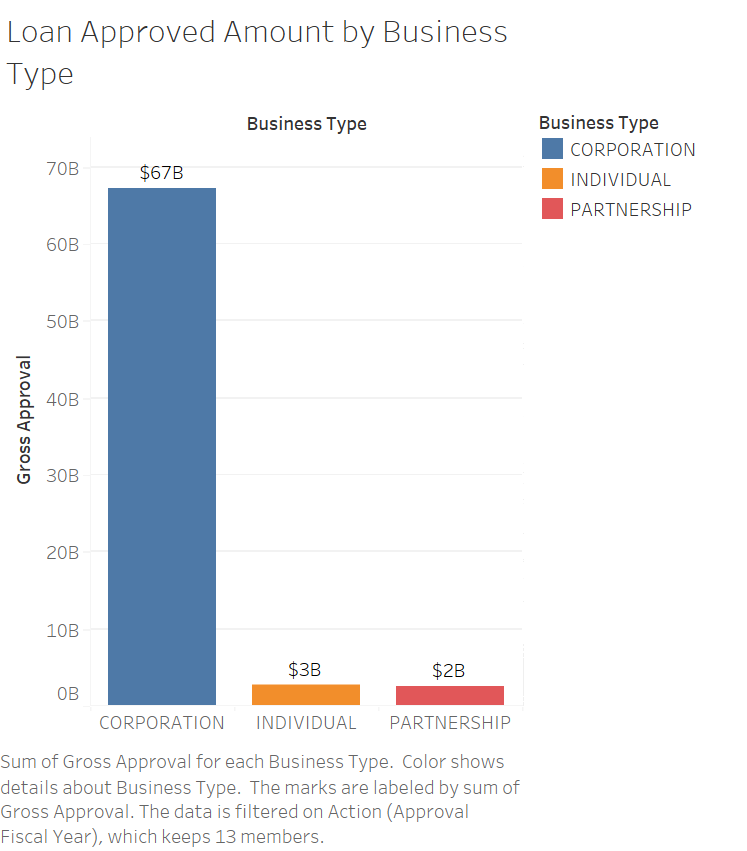 Loan Approved Amount by Business
Type
Business Type
Business Type
CORPORATION
INDIVIDUAL
PARTNERSHIP
Gross Approval
70B
60B
50B
40B
30B
20B
10B
0B
$67B
$3B
$2B
CORPORATION
INDIVIDUAL
PARTNERSHIP
Sum of Gross Approval for each Business Type.  Color shows
details about Business Type.  The marks are labeled by sum of
Gross Approval. The data is filtered on Action (Approval
Fiscal Year), which keeps 13 members.